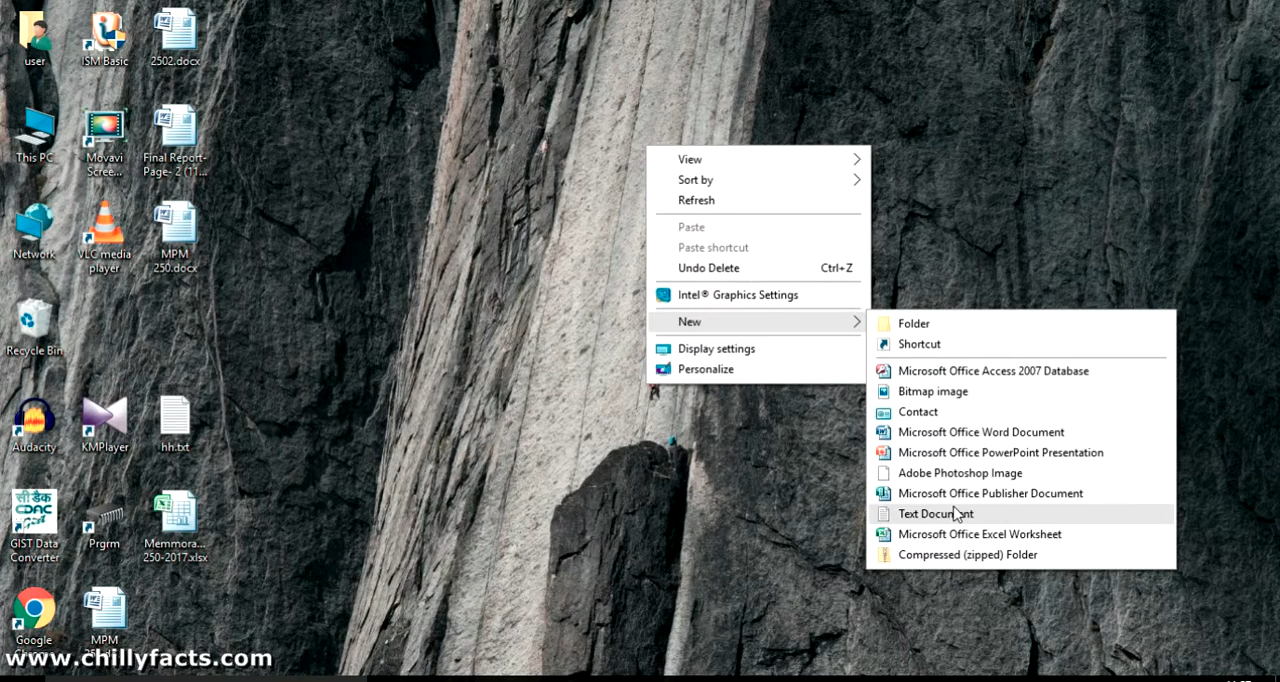 user
ISM Basic
2502.docx
This PC
Movavi
Scree...
Final Report-
Page- 2 (11...
Network
VLC media
player
MPM
250.docx
Recycle Bin
Audacity
KMPlayer
hh.txt
सी डैक
CDAC
GIST
GIST Data
Converter
Prgrm
Memmora...
250-2017.xlsx
Google
MPM
www.chillyfacts.com
View
Sort by
Refresh
Paste
Paste shortcut
Undo Delete Ctrl+Z
Intel® Graphics Settings
New
Display settings
Personalize
Folder
Shortcut
Microsoft Office Access 2007 Database
Bitmap image
Contact
Microsoft Office Word Document
Microsoft Office PowerPoint Presentation
Adobe Photoshop Image
Microsoft Office Publisher Document
Text Document
Microsoft Office Excel Worksheet
Compressed (zipped) Folder